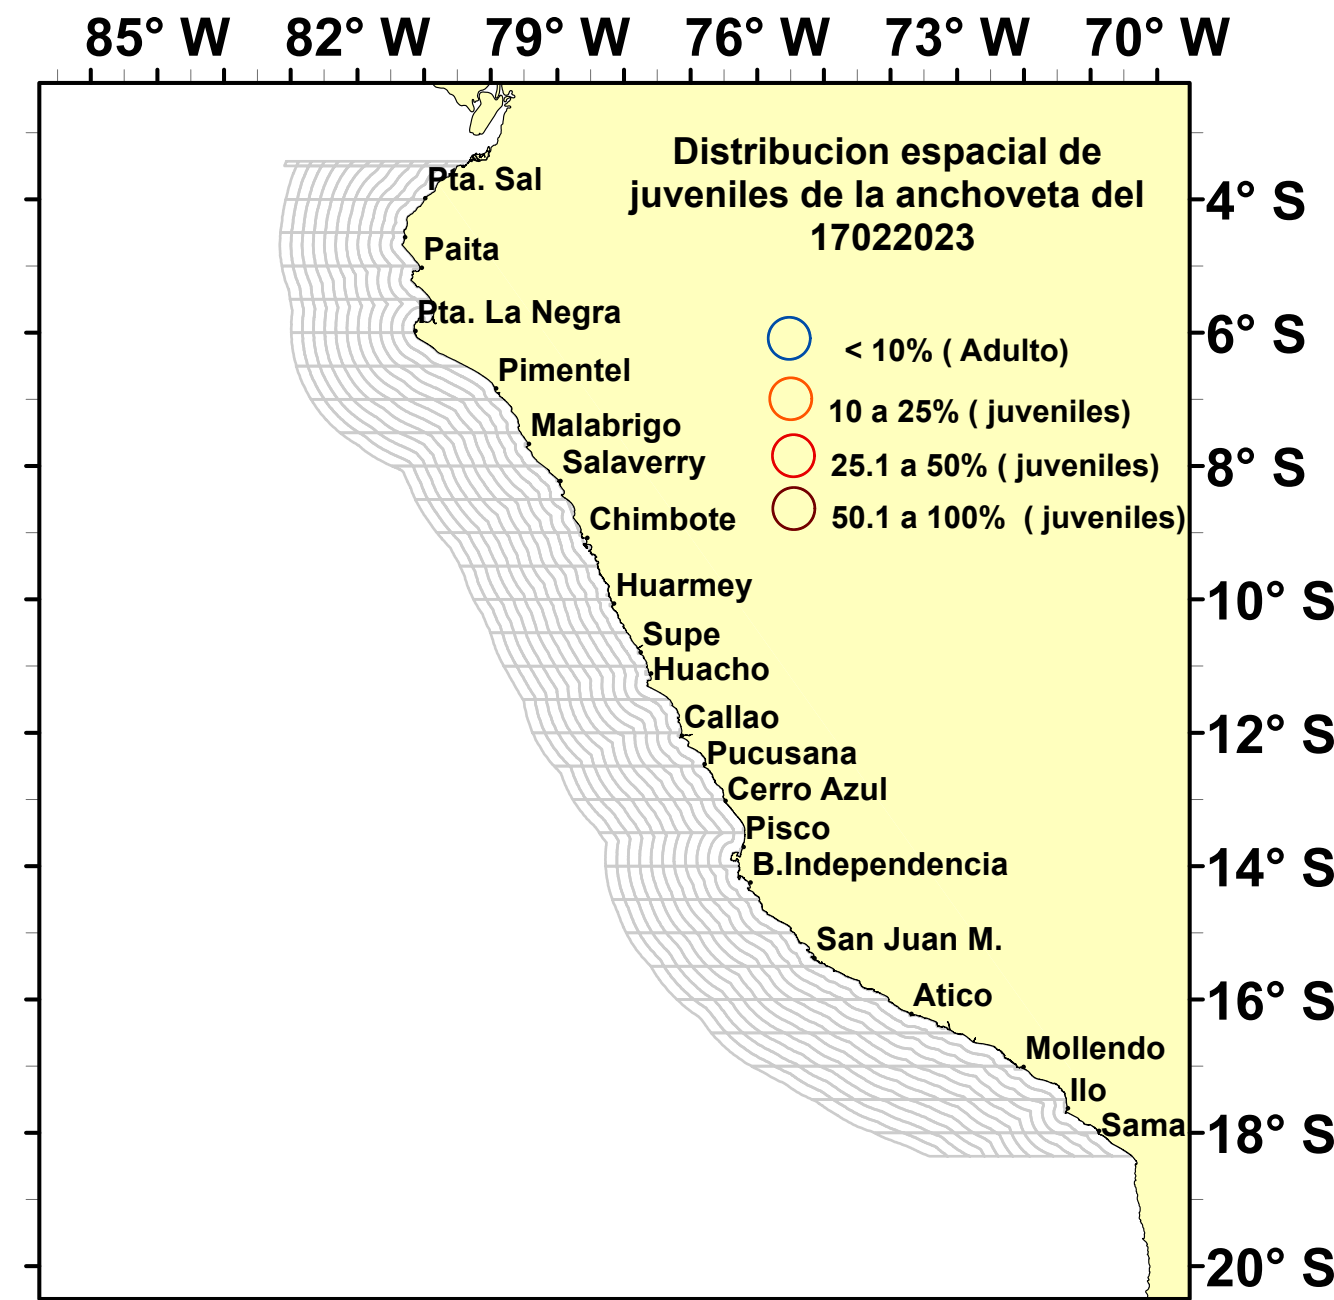 85° W 82° W 79° W 76° W 73° W 70° W
Distribucion espacial de
juveniles de la anchoveta del
17022023
< 10% ( Adulto)
10 a 25% ( juveniles)
25.1 a 50% ( juveniles)
50.1 a 100% ( juveniles)
Pta. Sal
Paita
Pta. La Negra
Pimentel
Malabrigo
Salaverry
Chimbote
Huarmey
Supe
Huacho
Callao
Pucusana
Cerro Azul
Pisco
B.Independencia
San Juan M.
Atico
Mollendo
Ilo
Sama
4° S
6° S
8° S
10° S
12° S
14° S
16° S
18° S
20° S